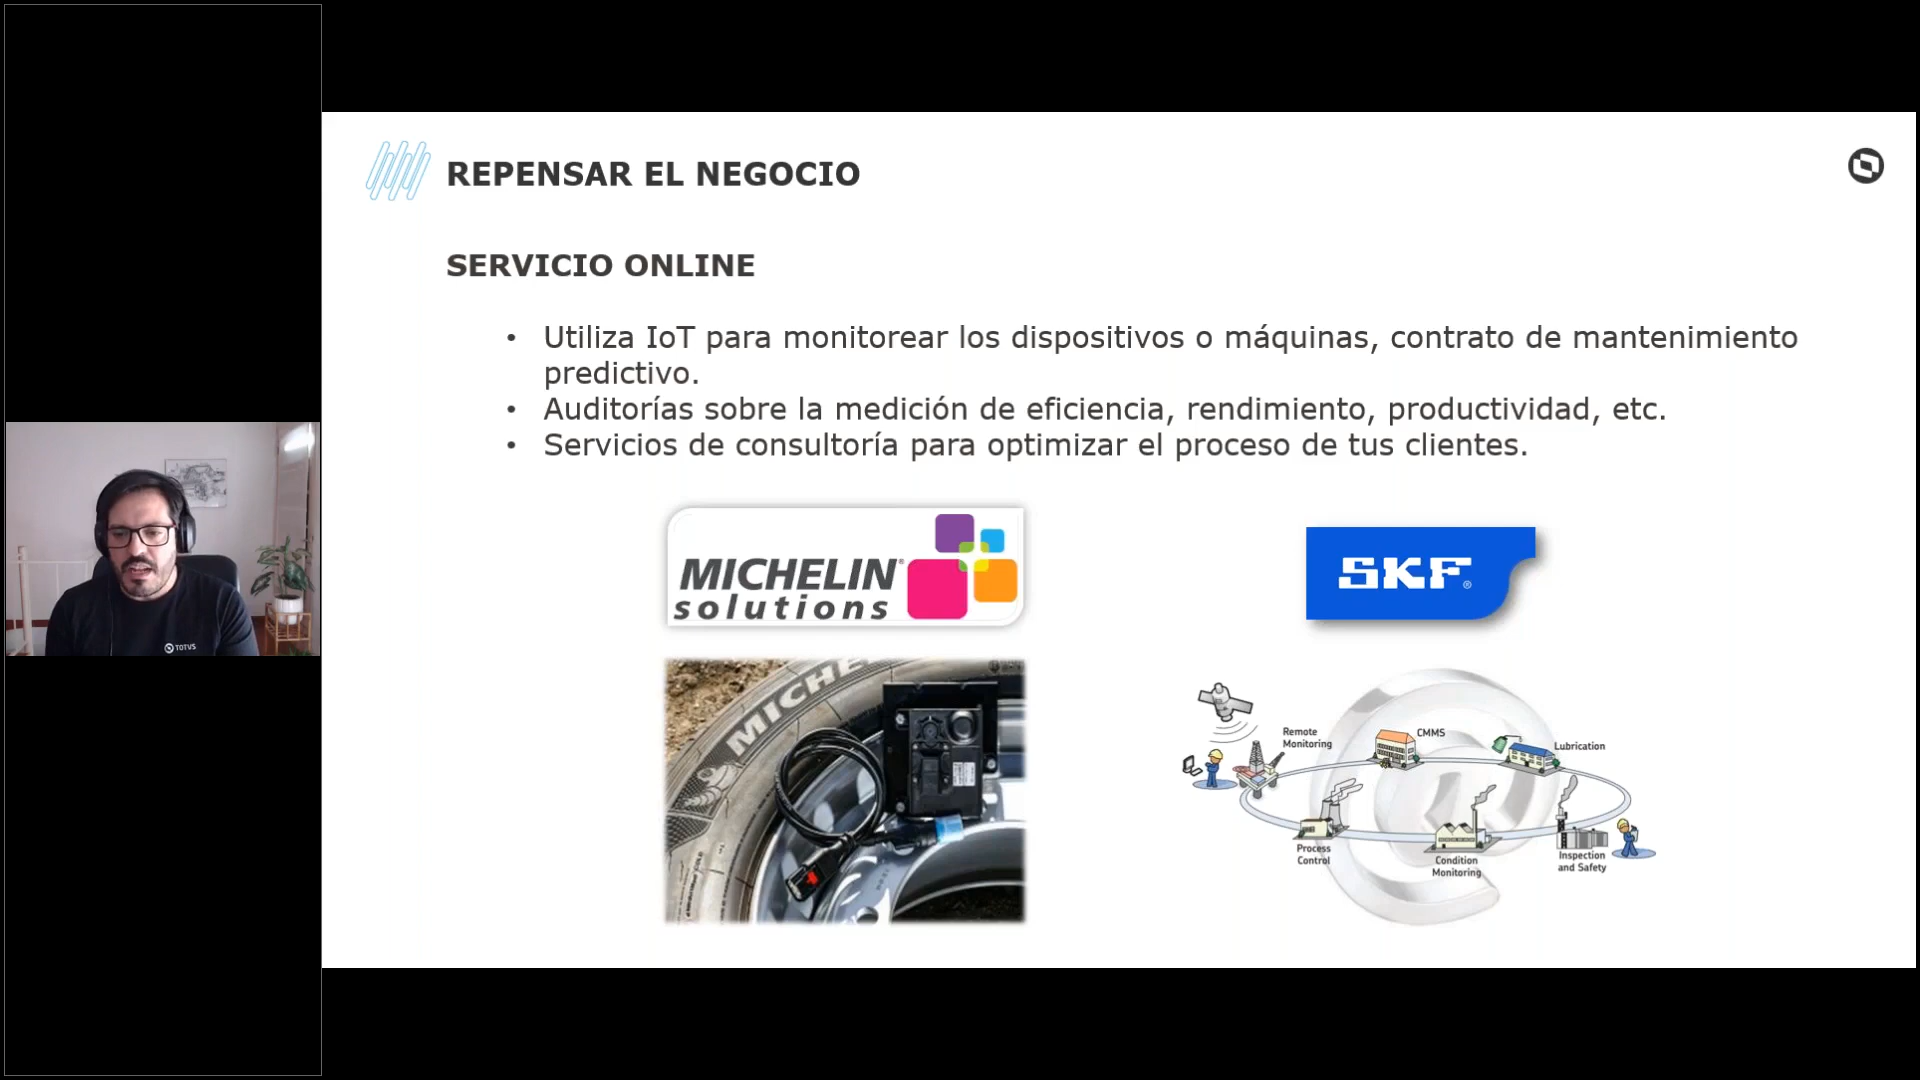 REPENSAR EL NEGOCIO
SERVICIO ONLINE
• Utiliza IoT para monitorear los dispositivos o máquinas, contrato de mantenimiento
predictivo.
• Auditorías sobre la medición de eficiencia, rendimiento, productividad, etc.
• Servicios de consultoría para optimizar el proceso de tus clientes.
MICHELIN®
solutions
SKF®
MICHE
Remote
Monitoring
CMMS
Lubrication
Process
Control
Condition
Monitoring
Inspection
and Safety
TOTVS